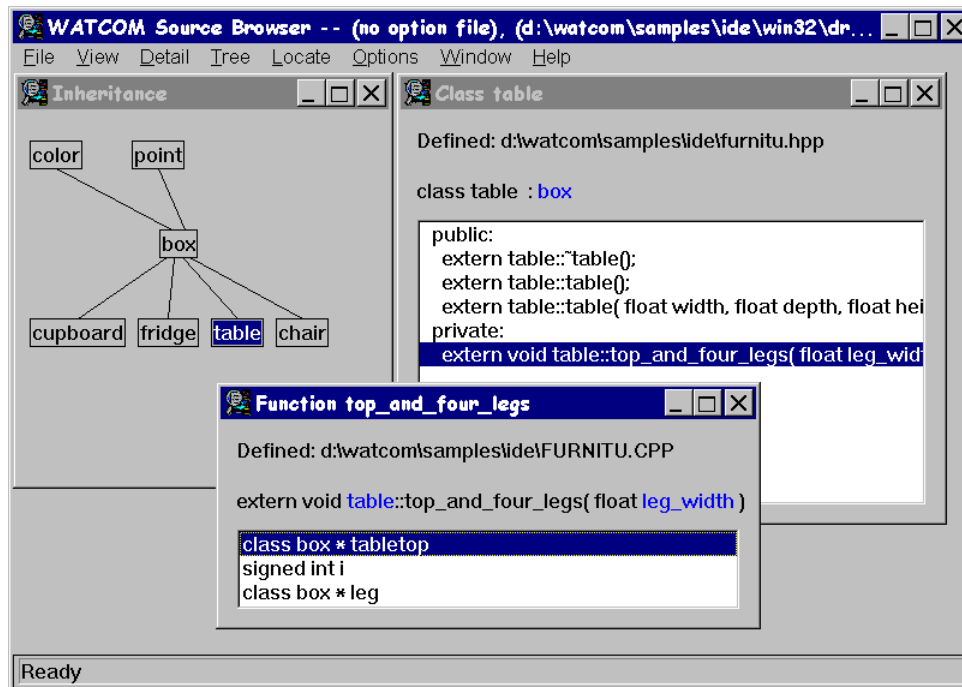 WATCOM Source Browser -- (no option file), (d:\watcom\samples\ide\win32\dr...
File View Detail Tree Locate Options Window Help
Inheritance
color point
box
cupboard fridge table chair
Class table
Defined: d:\watcom\samples\ide\furnitu.hpp
class table : box
public:
extern table::~table();
extern table::table();
extern table::table( float width, float depth, float hei
private:
extern void table::top_and_four_legs( float leg_widt
Function top_and_four_legs
Defined: d:\watcom\samples\ide\FURNITU.CPP
extern void table::top_and_four_legs( float leg_width )
class box * tabletop
signed int i
class box * leg
Ready